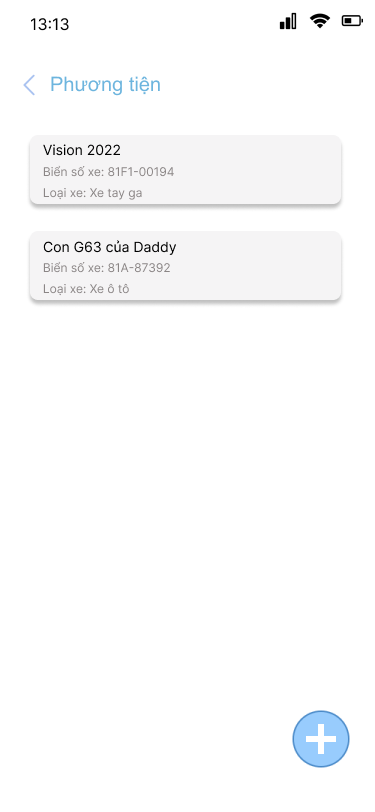 13:13
Phương tiện
Vision 2022
Biển số xe: 81F1-00194
Loại xe: Xe tay ga
Con G63 của Daddy
Biển số xe: 81A-87392
Loại xe: Xe ô tô